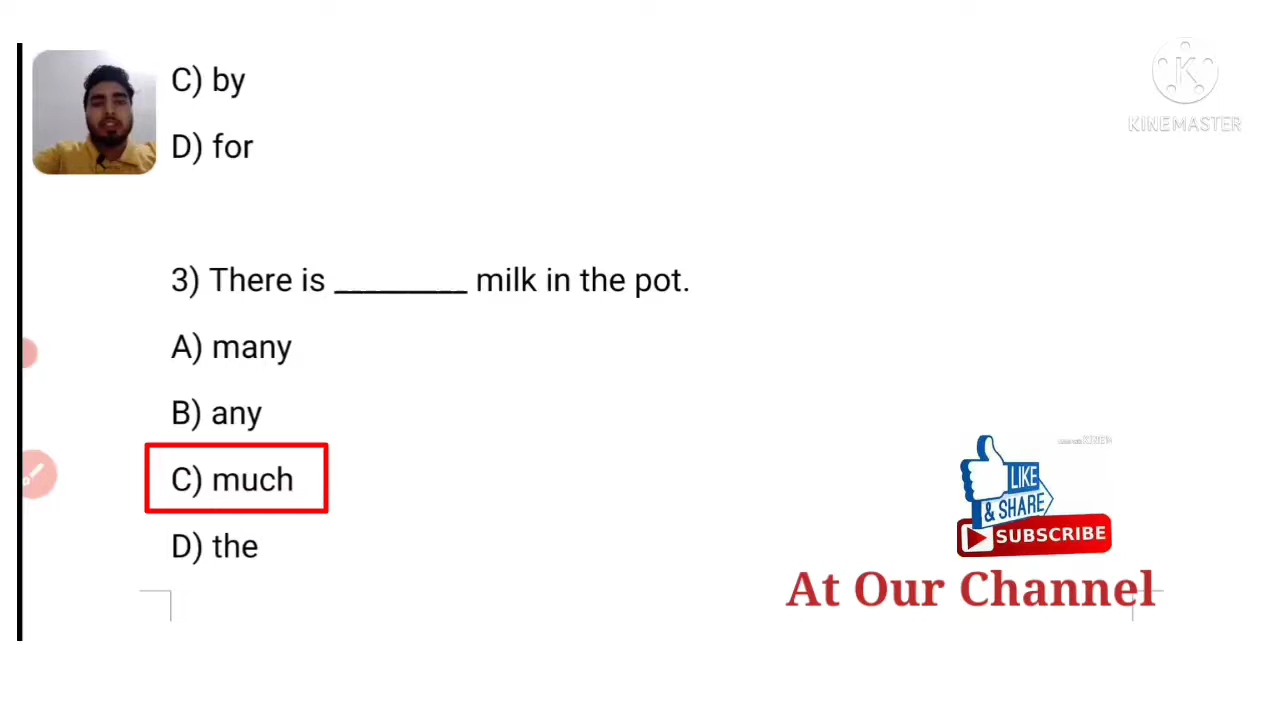 C) by
KINEMASTER
D) for
3) There is ________ milk in the pot.
A) many
B) any
C) much
D) the
LIKE
& SHARE
SUBSCRIBE
At Our Channel